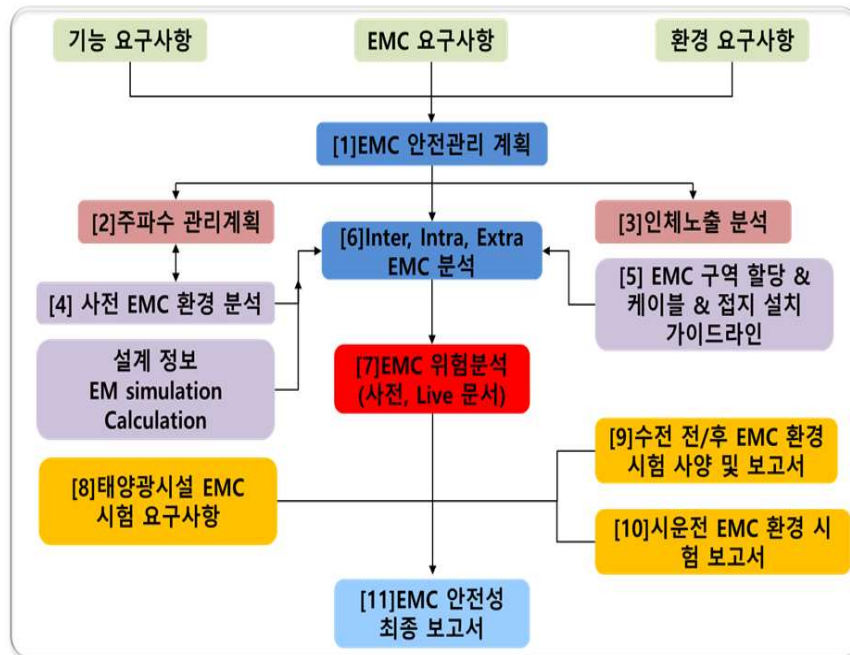 기능 요구사항
EMC 요구사항
환경 요구사항
[1]EMC 안전관리 계획
[2]주파수 관리계획
[3]인체노출 분석
[6]Inter, Intra, Extra
EMC 분석
[4] 사전 EMC 환경 분석
[5] EMC 구역 할당 &
케이블 & 접지 설치
가이드라인
설계 정보
EM simulation
Calculation
[7]EMC 위험분석
(사전, Live 문서)
[8]태양광시설 EMC
시험 요구사항
[9]수전 전/후 EMC 환경
시험 사양 및 보고서
[10]시운전 EMC 환경 시
험 보고서
[11]EMC 안전성
최종 보고서